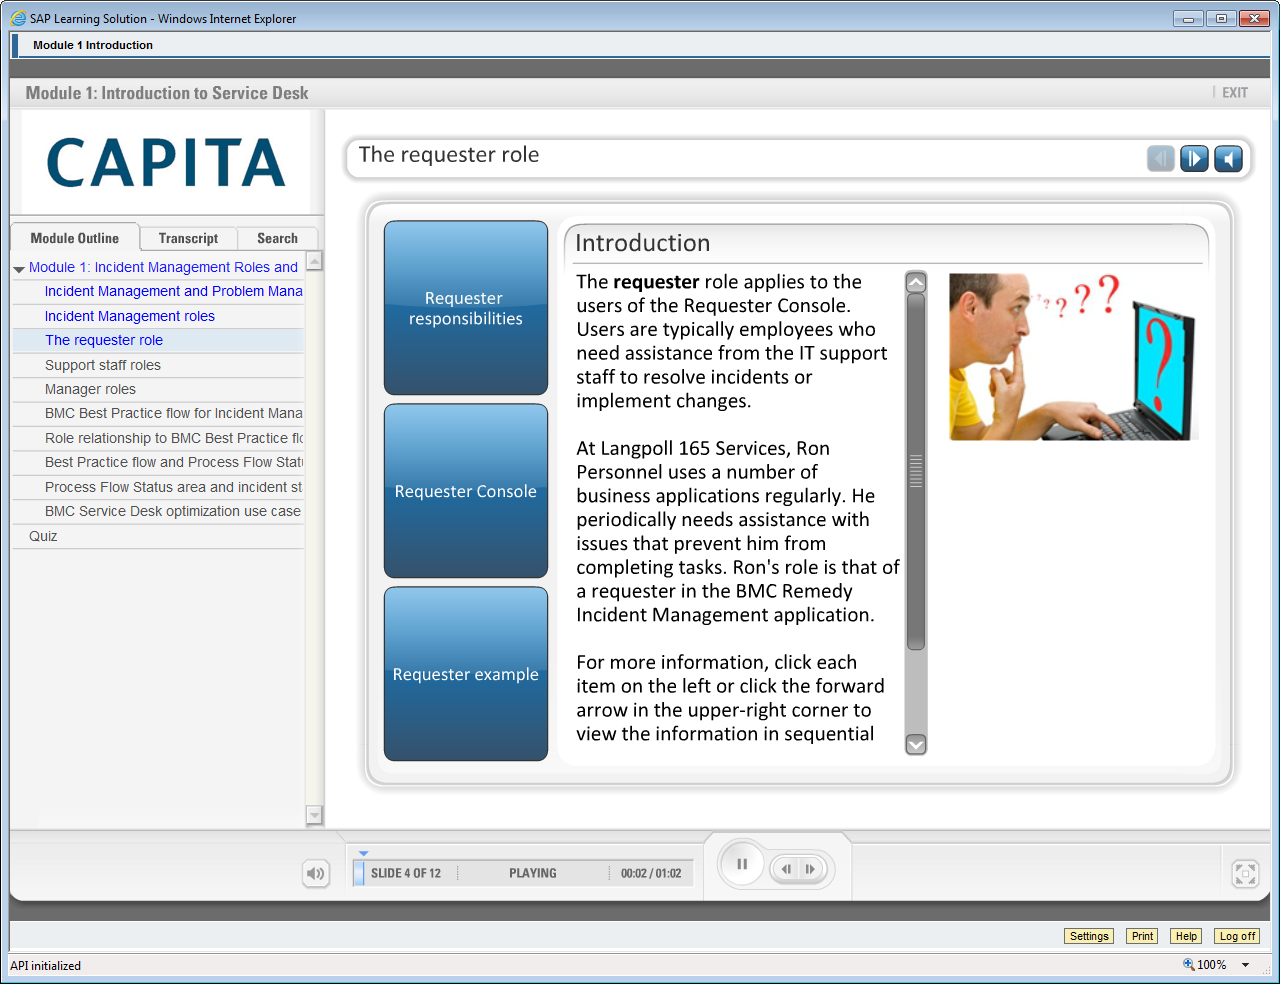 SAP Learning Solution - Windows Internet Explorer
Module 1 Introduction
Module 1: Introduction to Service Desk
EXIT
CAPITA
Module Outline
Transcript
Search
Module 1: Incident Management Roles and
Incident Management and Problem Mana
Incident Management roles
The requester role
Support staff roles
Manager roles
BMC Best Practice flow for Incident Mana
Role relationship to BMC Best Practice flo
Best Practice flow and Process Flow Statu
Process Flow Status area and incident st
BMC Service Desk optimization use case
Quiz
The requester role
Requester
responsibilities
Requester Console
Requester example
Introduction
The requester role applies to the
users of the Requester Console.
Users are typically employees who
need assistance from the IT support
staff to resolve incidents or
implement changes.
At Langpoll 165 Services, Ron
Personnel uses a number of
business applications regularly. He
periodically needs assistance with
issues that prevent him from
completing tasks. Ron's role is that of
a requester in the BMC Remedy
Incident Management application.
For more information, click each
item on the left or click the forward
arrow in the upper-right corner to
view the information in sequential
? ? ? ? ?
?
SLIDE 4 OF 12
PLAYING
00:02 / 01:02
Settings
Print
Help
Log off
API initialized
100%